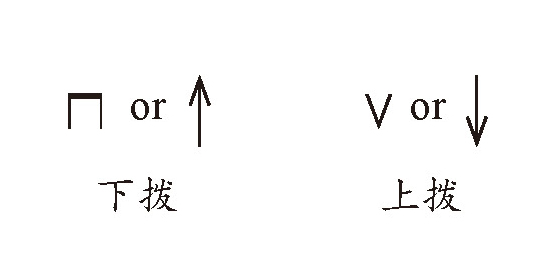 ⊓ or ↑ V or ↓
下拨 上拨